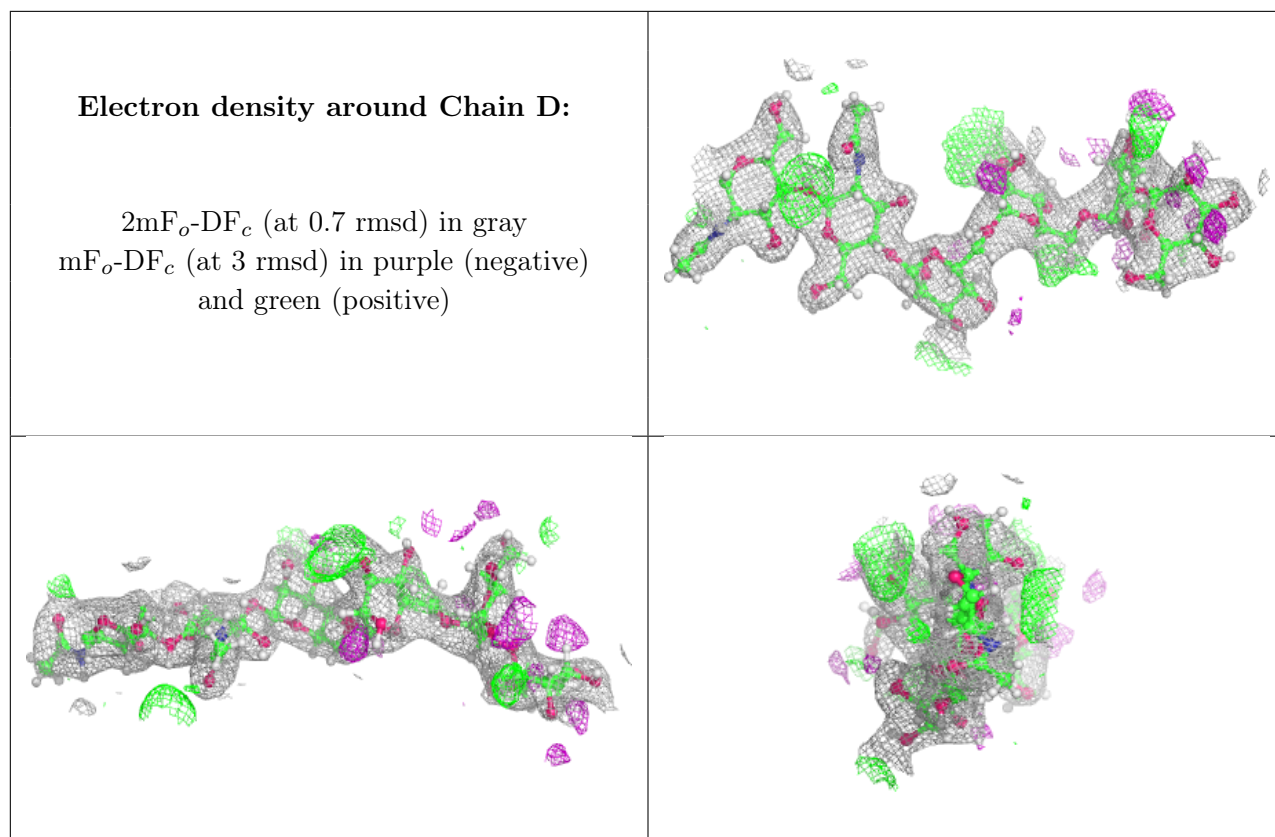 Electron density around Chain D:
2mFo-DFc (at 0.7 rmsd) in gray
mFo-DFc (at 3 rmsd) in purple (negative)
and green (positive)